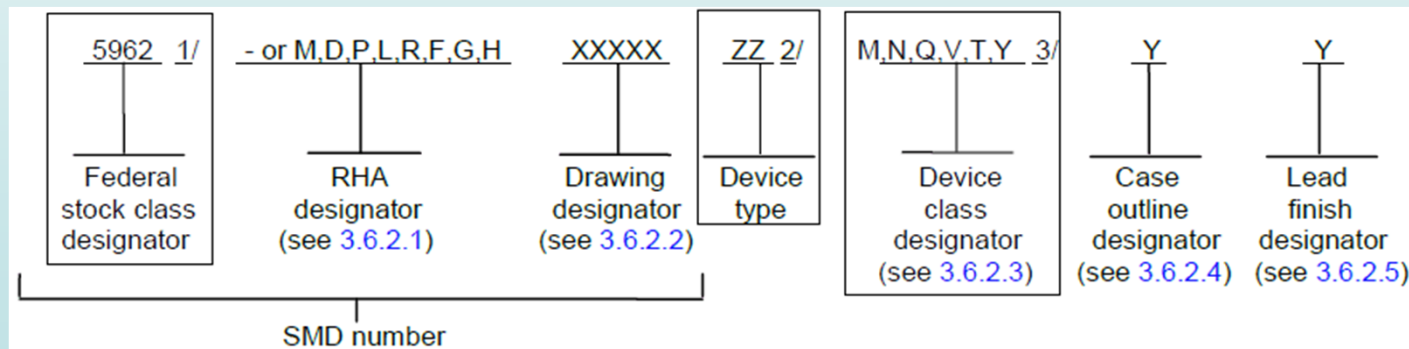 5962 1/ - or M,D,P,L,R,F,G,H XXXXX ZZ 2/ M,N,Q,V,T,Y 3/ Y Y
Federal RHA Drawing Device Device Case Lead
stock class designator designator type class outline finish
designator (see 3.6.2.1) (see 3.6.2.2) designator designator designator
(see 3.6.2.3) (see 3.6.2.4) (see 3.6.2.5)
SMD number